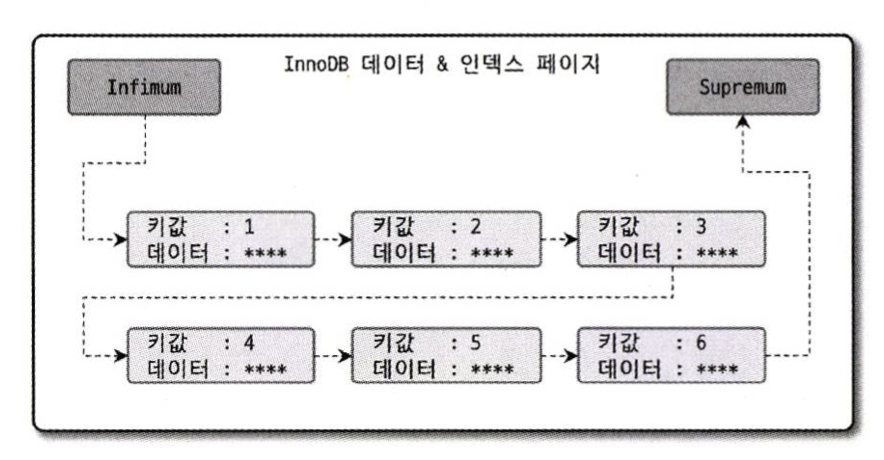 InnoDB 데이터 & 인덱스 페이지
Infimum
Supremum
키값 : 1
데이터 : ****
키값 : 2
데이터 : ****
키값 : 3
데이터 : ****
키값 : 4
데이터 : ****
키값 : 5
데이터 : ****
키값 : 6
데이터 : ****